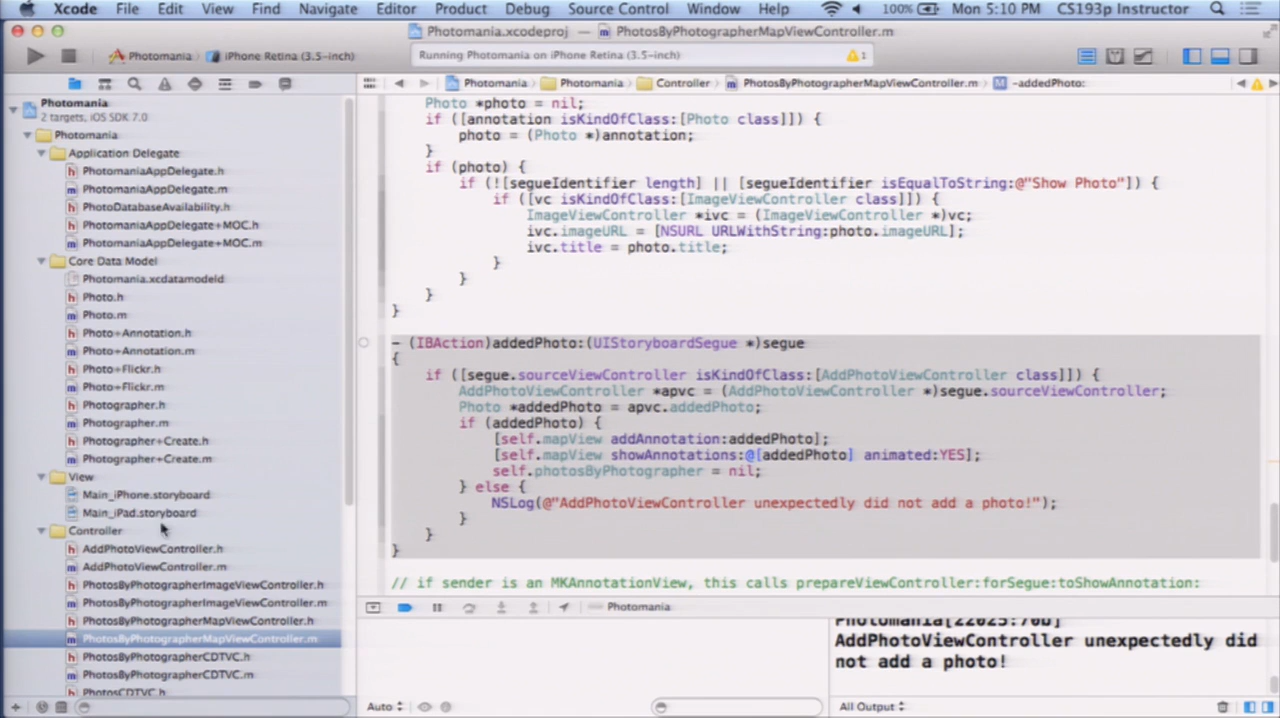 Xcode File Edit View Find Navigate Editor Product Debug Source Control Window Help 100% Mon 5:10 PM CS193p Instructor
Photomania.xcodeproj — PhotosByPhotographerMapViewController.m
Photomania iPhone Retina (3.5-inch) Running Photomania on iPhone Retina (3.5-inch) 1
Photomania Photomania Controller PhotosByPhotographerMapViewController.m -addedPhoto:
Photomania
2 targets, iOS SDK 7.0
Photomania
Application Delegate
PhotomaniaAppDelegate.h
PhotomaniaAppDelegate.m
PhotoDatabaseAvailability.h
PhotomaniaAppDelegate+MOC.h
PhotomaniaAppDelegate+MOC.m
Core Data Model
Photomania.xcdatamodeld
Photo.h
Photo.m
Photo+Annotation.h
Photo+Annotation.m
Photo+Flickr.h
Photo+Flickr.m
Photographer.h
Photographer.m
Photographer+Create.h
Photographer+Create.m
View
Main_iPhone.storyboard
Main_iPad.storyboard
Controller
AddPhotoViewController.h
AddPhotoViewController.m
PhotosByPhotographerImageViewController.h
PhotosByPhotographerImageViewController.m
PhotosByPhotographerMapViewController.h
PhotosByPhotographerMapViewController.m
PhotosByPhotographerCDTVC.h
PhotosByPhotographerCDTVC.m
PhotosCDTVC.h
Photo *photo = nil;
if ([annotation isKindOfClass:[Photo class]]) {
photo = (Photo *)annotation;
}
if (photo) {
if (![segueIdentifier length] || [segueIdentifier isEqualToString:@"Show Photo"]) {
if ([vc isKindOfClass:[ImageViewController class]]) {
ImageViewController *ivc = (ImageViewController *)vc;
ivc.imageURL = [NSURL URLWithString:photo.imageURL];
ivc.title = photo.title;
}
}
}
}
- (IBAction)addedPhoto:(UIStoryboardSegue *)segue
{
if ([segue.sourceViewController isKindOfClass:[AddPhotoViewController class]]) {
AddPhotoViewController *apvc = (AddPhotoViewController *)segue.sourceViewController;
Photo *addedPhoto = apvc.addedPhoto;
if (addedPhoto) {
[self.mapView addAnnotation:addedPhoto];
[self.mapView showAnnotations:@[addedPhoto] animated:YES];
self.photosByPhotographer = nil;
} else {
NSLog(@"AddPhotoViewController unexpectedly did not add a photo!");
}
}
}
// if sender is an MKAnnotationView, this calls prepareViewController:forSegue:toShowAnnotation:
Photomania
Photomania[22025:70b]
AddPhotoViewController unexpectedly did
not add a photo!
Auto All Output